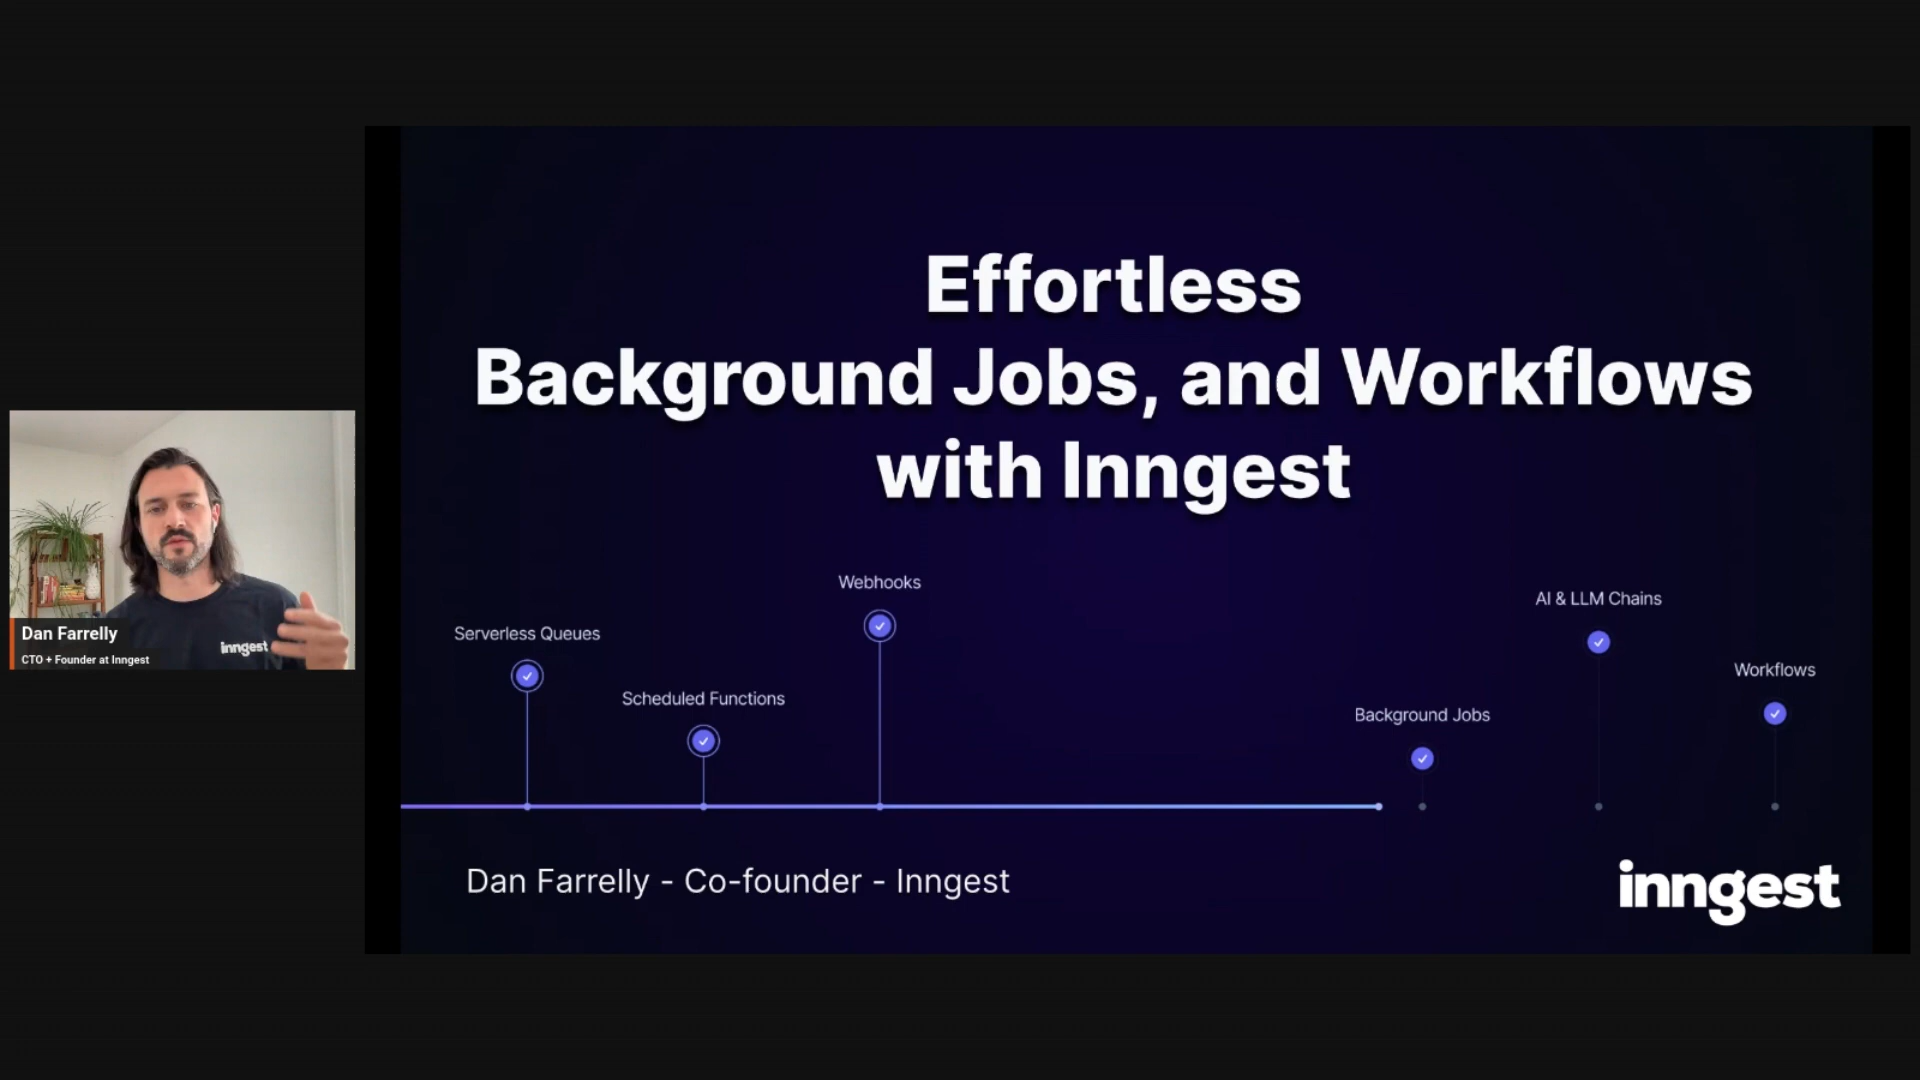 Effortless
Background Jobs, and Workflows
with Inngest
Webhooks
AI & LLM Chains
Serverless Queues
Workflows
Scheduled Functions
Background Jobs
Dan Farrelly - Co-founder - Inngest
inngest
inngest
Dan Farrelly
CTO + Founder at Inngest